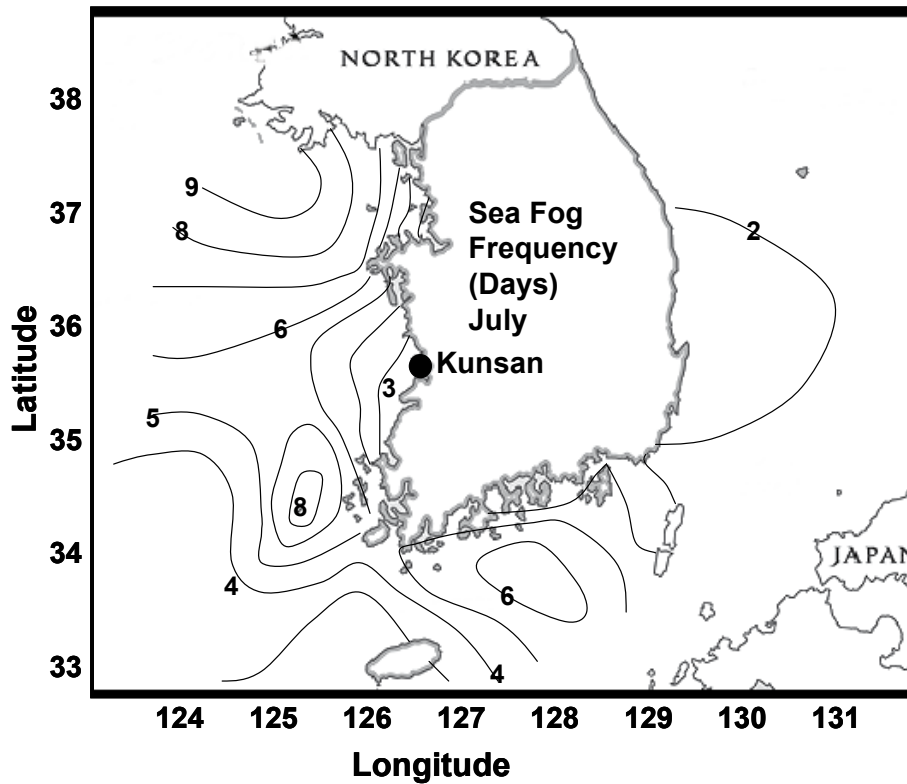 NORTH KOREA
38
9
37
Sea Fog
Frequency
(Days)
July
2
8
36
6
Kunsan
3
Latitude
35
5
8
34
JAPAN
6
4
33
4
124 125 126 127 128 129 130 131
Longitude